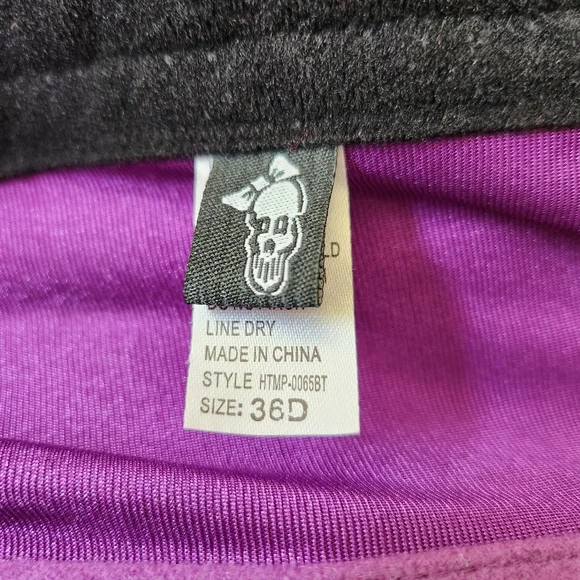 LINE DRY
MADE IN CHINA
STYLE HTMP-0065BT
SIZE: 36D